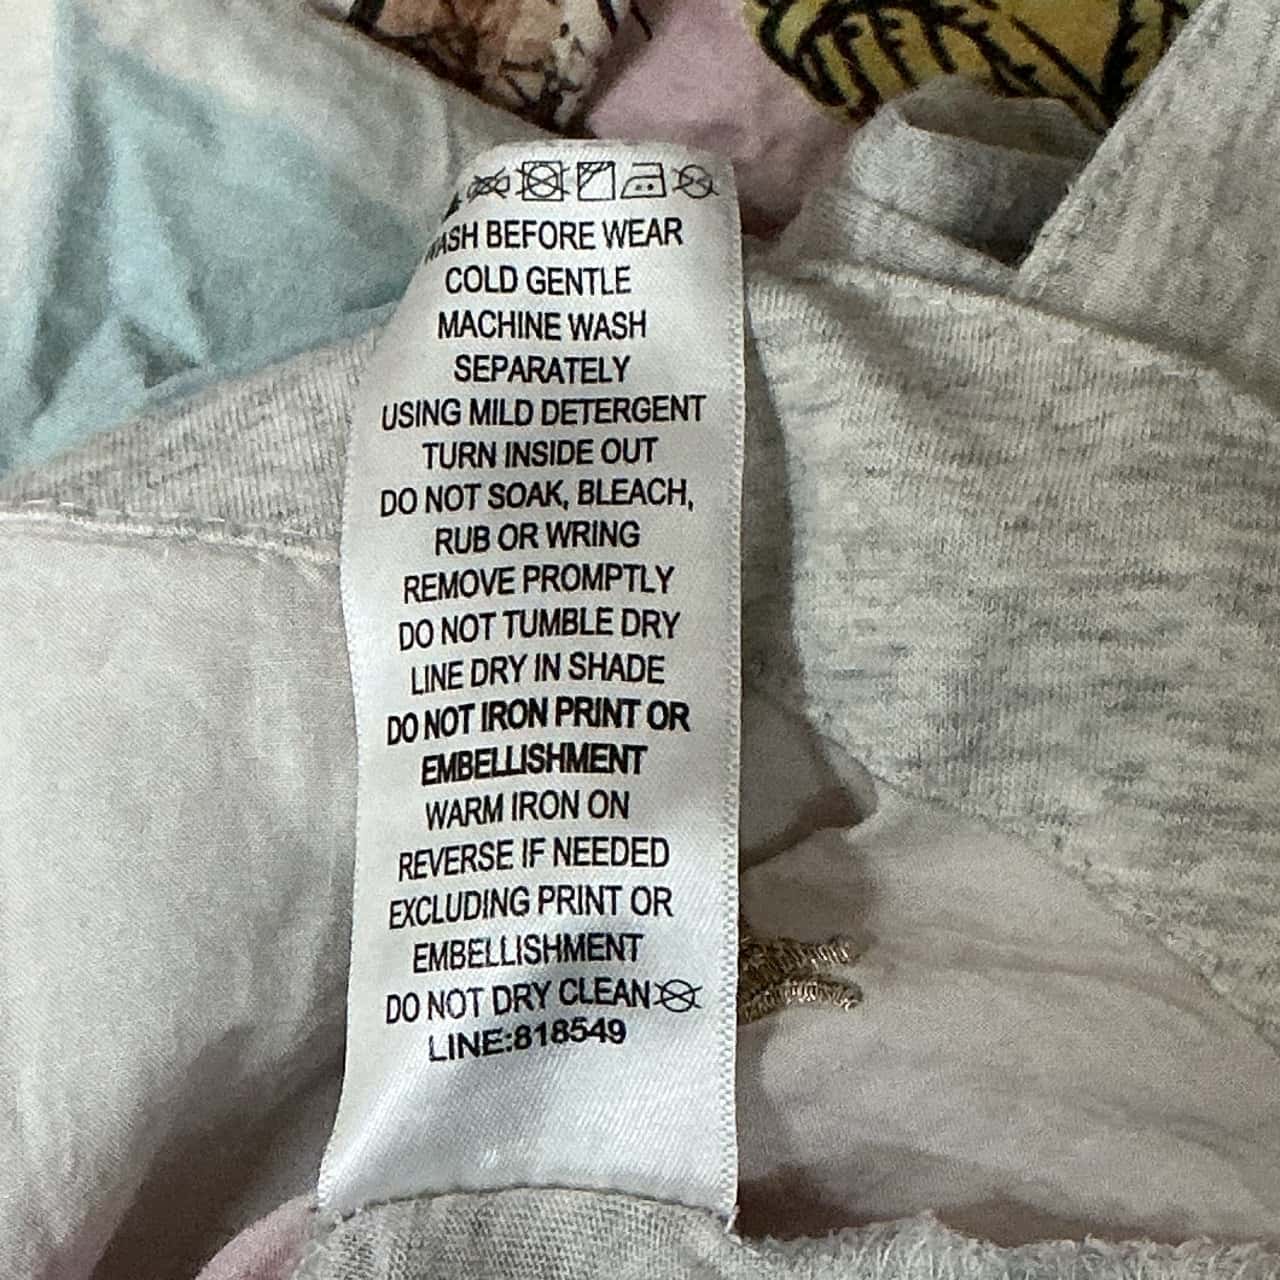 WASH BEFORE WEAR
COLD GENTLE
MACHINE WASH
SEPARATELY
USING MILD DETERGENT
TURN INSIDE OUT
DO NOT SOAK, BLEACH,
RUB OR WRING
REMOVE PROMPTLY
DO NOT TUMBLE DRY
LINE DRY IN SHADE
DO NOT IRON PRINT OR
EMBELLISHMENT
WARM IRON ON
REVERSE IF NEEDED
EXCLUDING PRINT OR
EMBELLISHMENT
DO NOT DRY CLEAN
LINE:818549